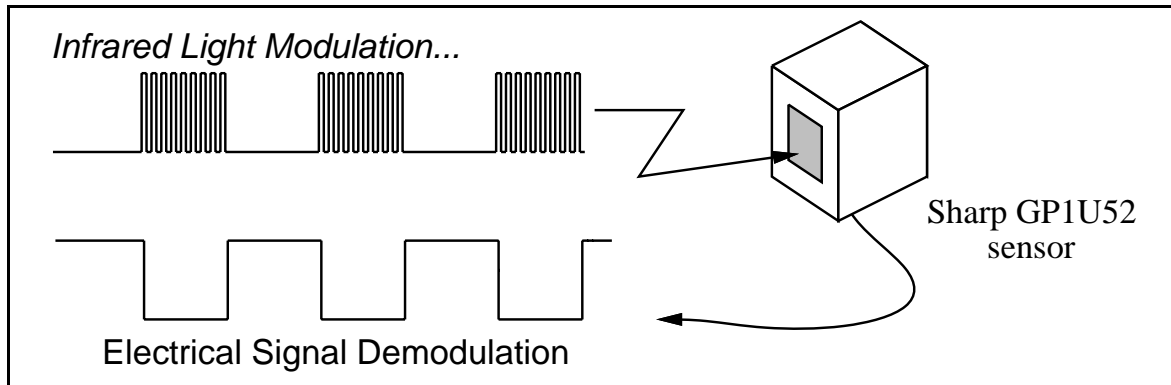 Infrared Light Modulation...
Sharp GP1U52
sensor
Electrical Signal Demodulation